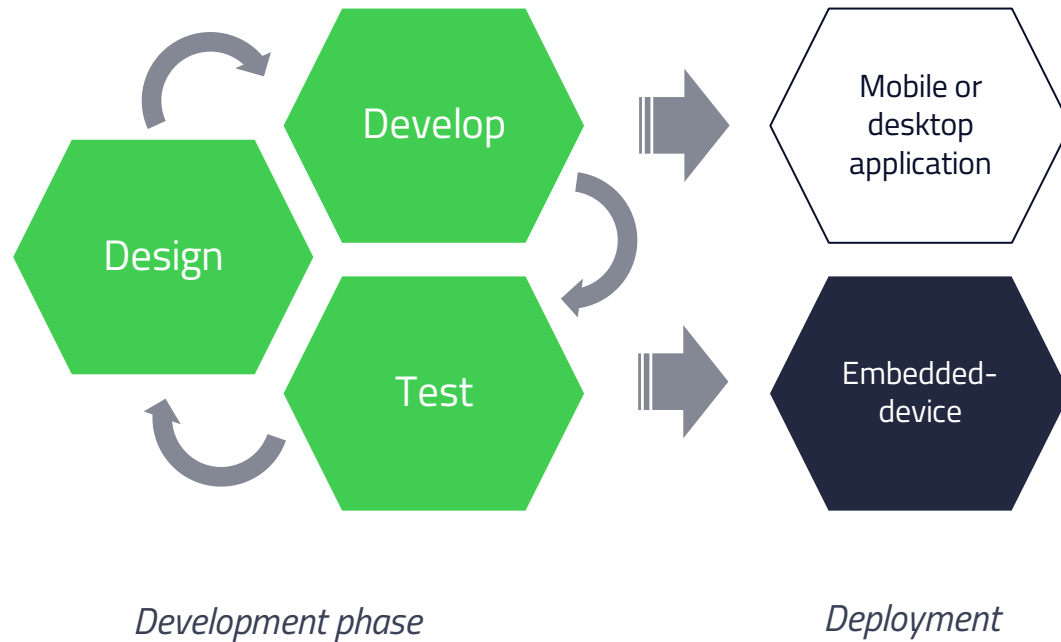 Develop
Design
Test
Mobile or
desktop
application
Embedded-
device
Development phase
Deployment